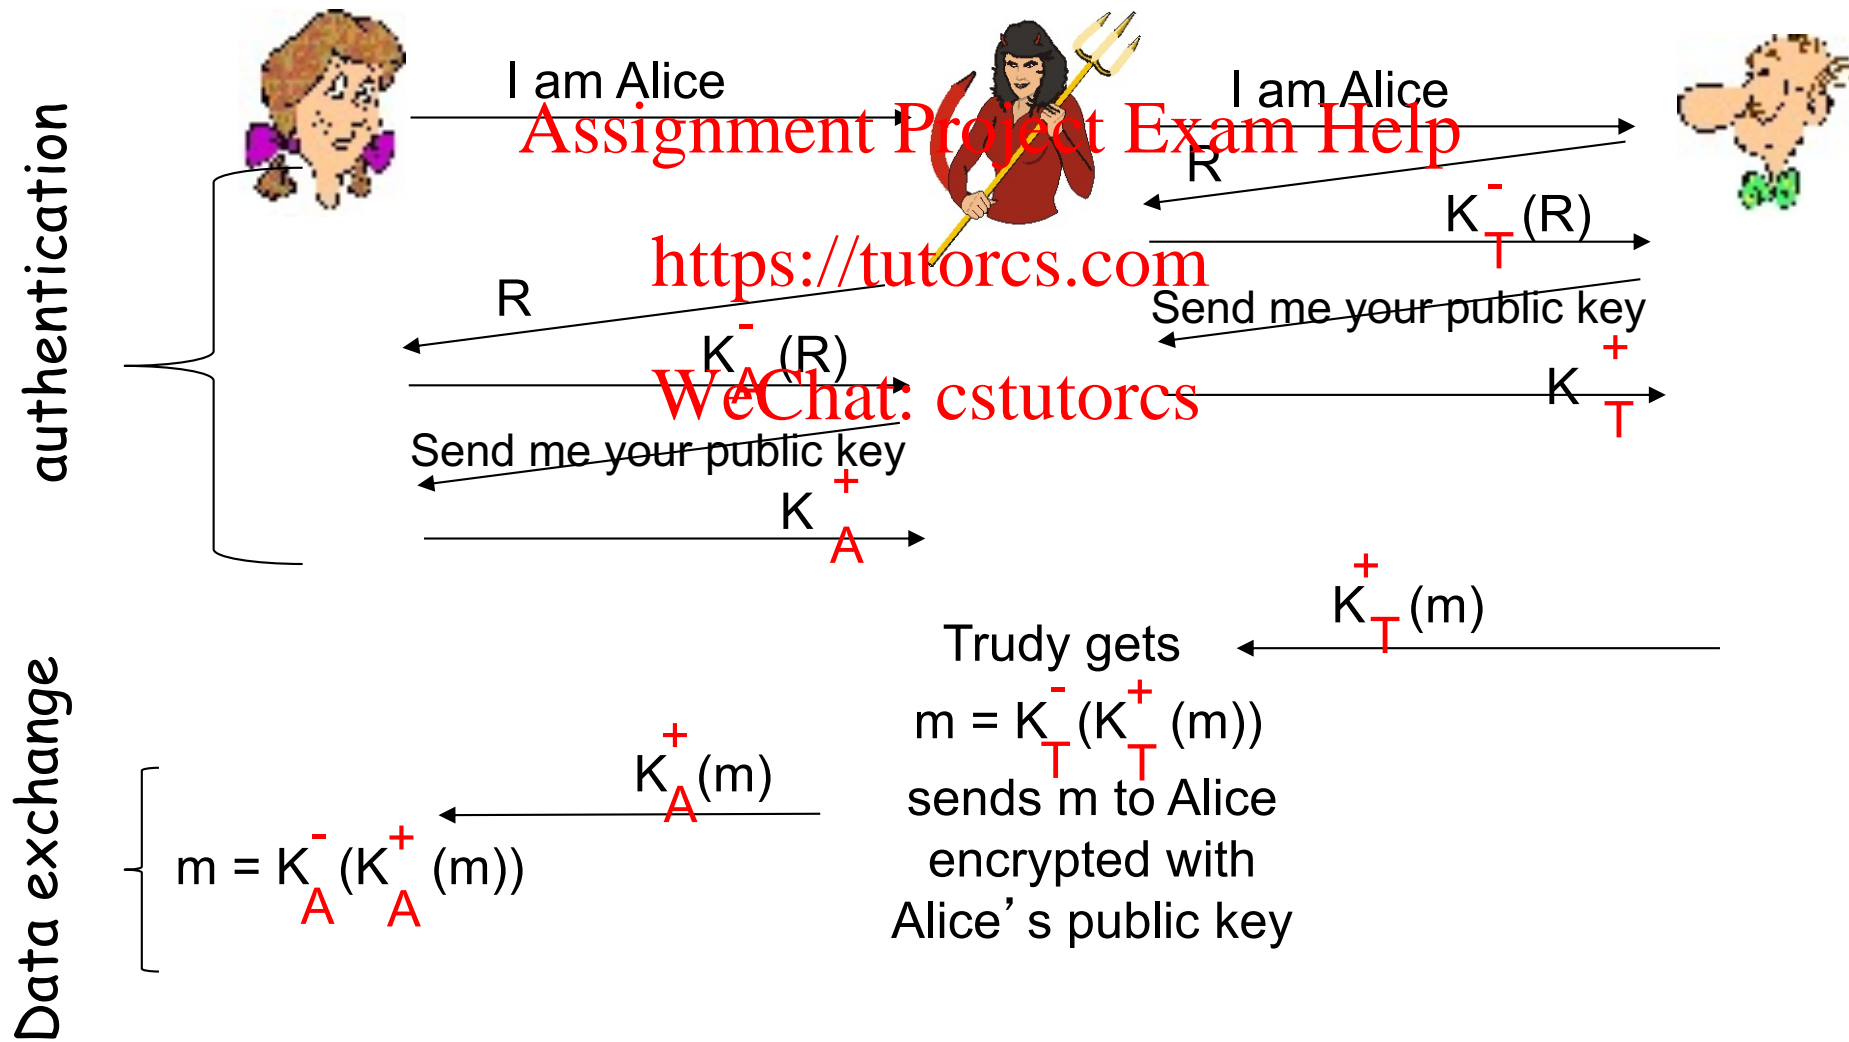 authentication
I am Alice
I am Alice
Assignment Project Exam Help
R
K-T(R)
https://tutorcs.com
R
Send me your public key
K-A(R)
K+T
WeChat: cstutorcs
Send me your public key
K+A
K+T(m)
Trudy gets
m = K-T(K+T(m))
sends m to Alice
encrypted with
Alice’s public key
K+A(m)
m = K-A(K+A(m))
Data exchange